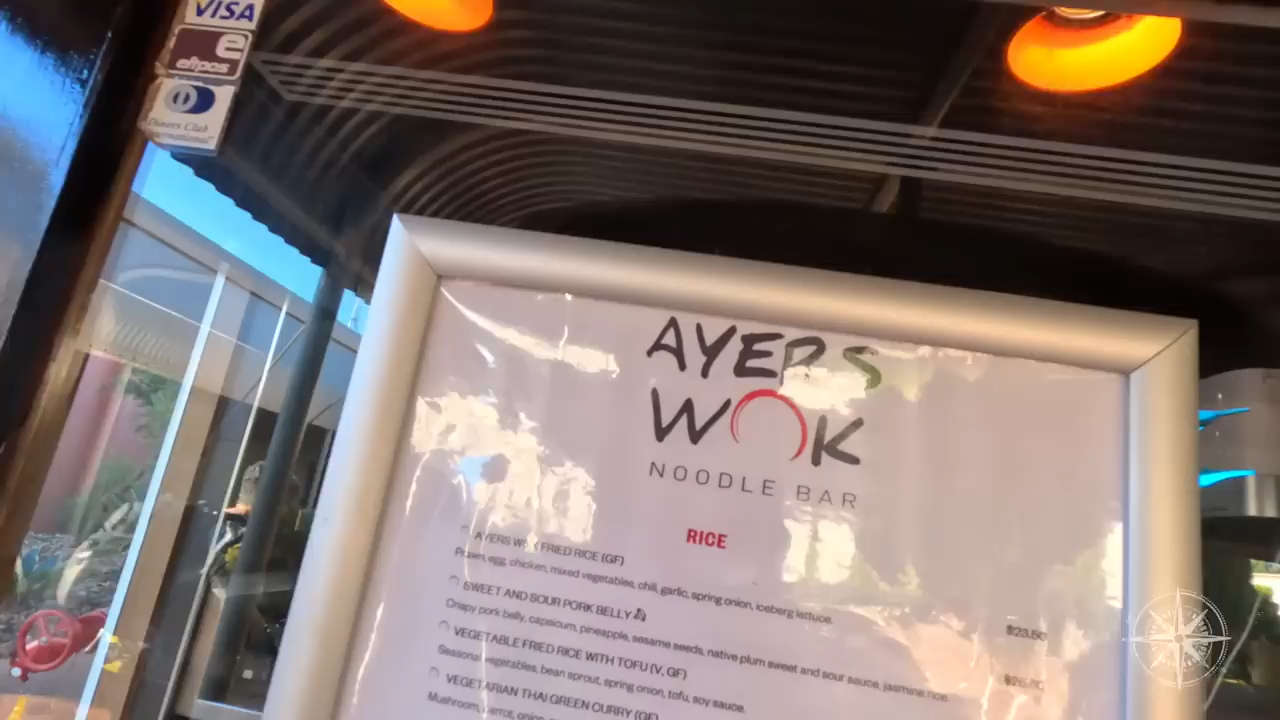 VISA
e
eftpos
Diners Club
International
AYERS
WOK
NOODLE BAR
RICE
AYERS WOK FRIED RICE (GF)
Prawn, egg, chicken, mixed vegetables, chili, garlic, spring onion, iceberg lettuce.
$23.50
SWEET AND SOUR PORK BELLY
Crispy pork belly, capsicum, pineapple, sesame seeds, native plum sweet and sour sauce, jasmine rice.
VEGETABLE FRIED RICE WITH TOFU (V, GF)
Seasonal vegetables, bean sprout, spring onion, tofu, soy sauce.
VEGETARIAN THAI GREEN CURRY (GF)
Mushroom, carrot, onion,